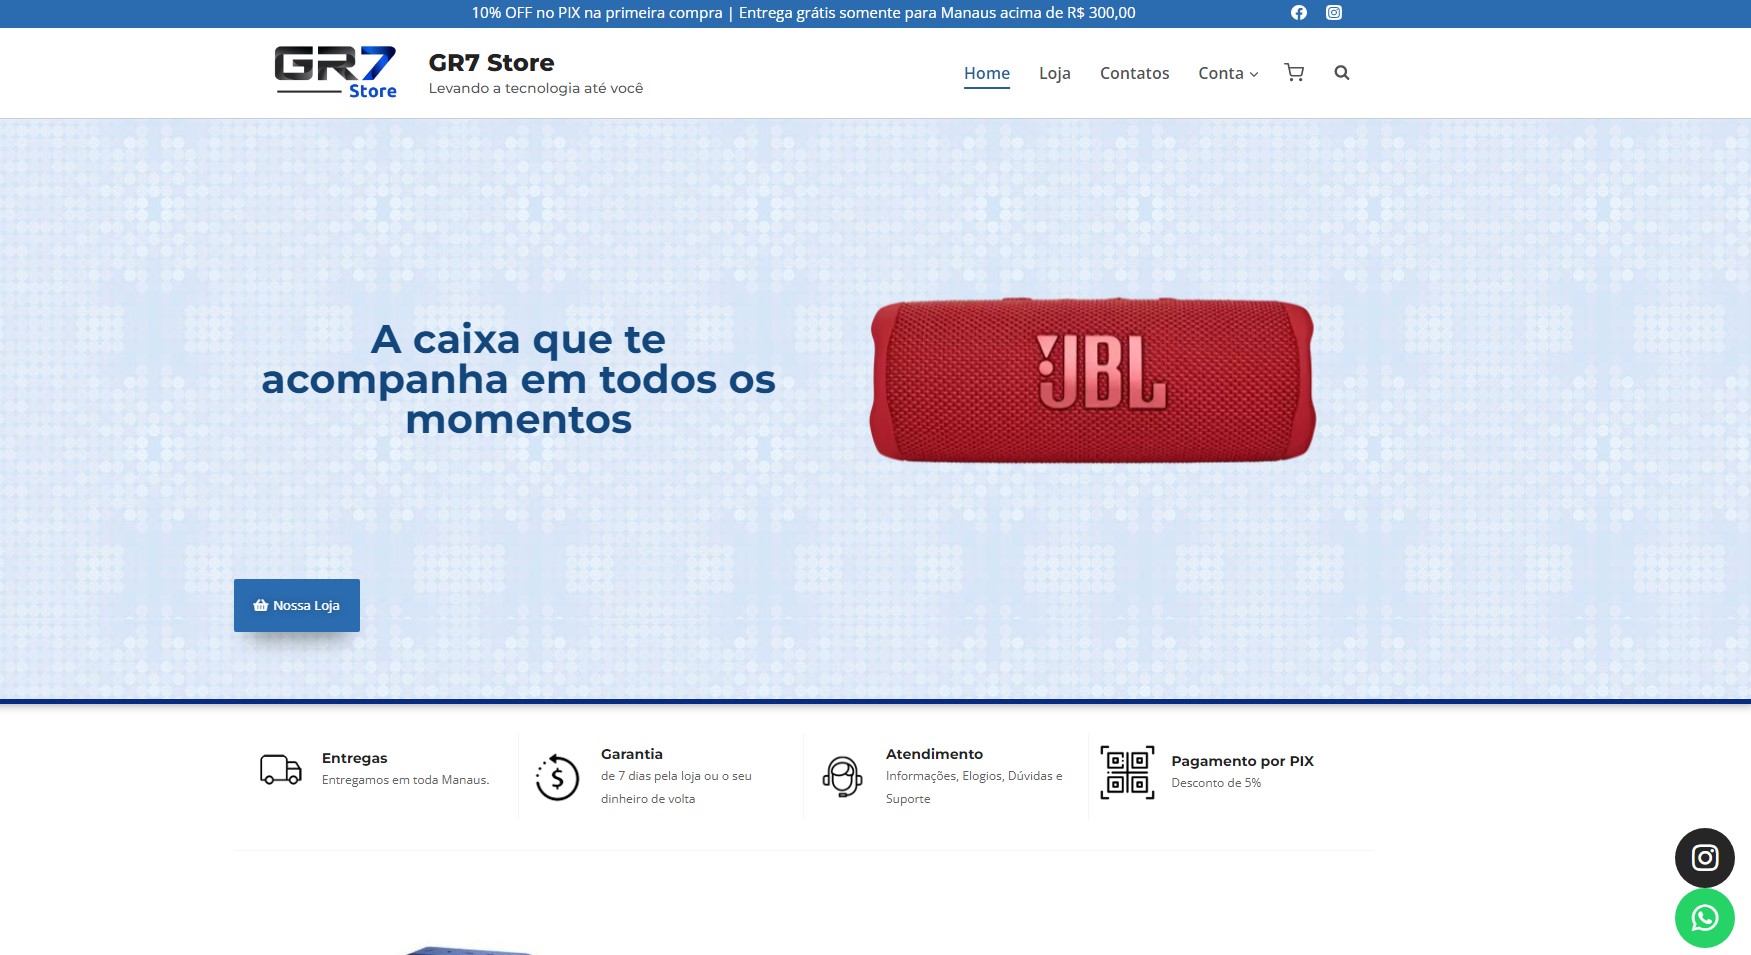 10% OFF no PIX na primeira compra | Entrega grátis somente para Manaus acima de R$ 300,00
GR7
Store
GR7 Store
Levando a tecnologia até você
Home
Loja
Contatos
Conta
A caixa que te
acompanha em todos os
momentos
JBL
Nossa Loja
Entregas
Entregamos em toda Manaus.
Garantia
de 7 dias pela loja ou o seu
dinheiro de volta
Atendimento
Informações, Elogios, Dúvidas e
Suporte
Pagamento por PIX
Desconto de 5%